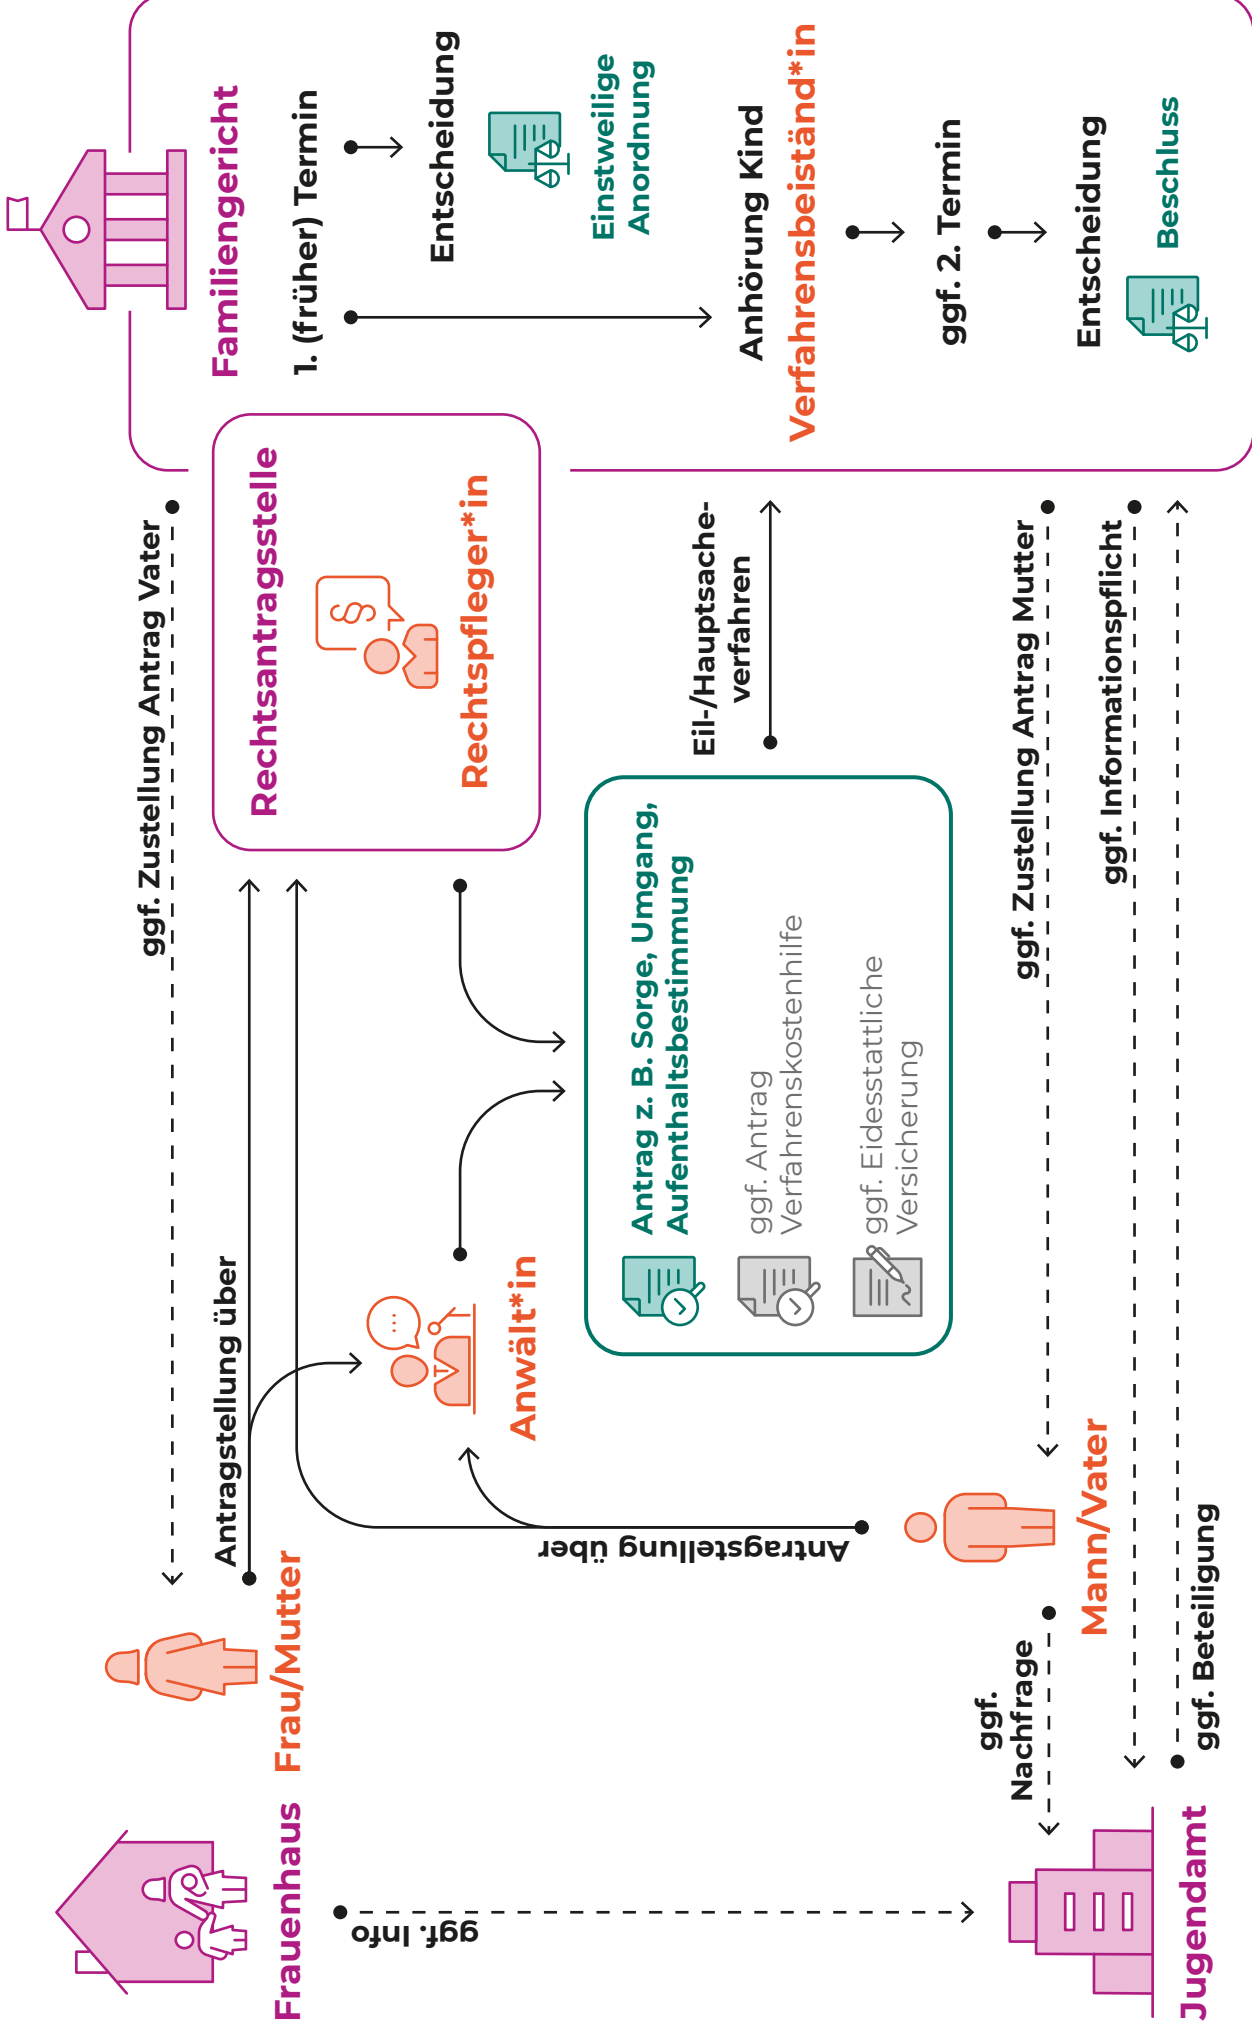 Frauenhaus
Frau/Mutter
ggf. Zustellung Antrag Vater
Antragstellung über
Rechtsantragsstelle
Rechtspfleger*in
Familiengericht
1. (früher) Termin
Entscheidung
Einstweilige
Anordnung
Anhörung Kind
Verfahrensbeiständ*in
ggf. 2. Termin
Entscheidung
Beschluss
§
Anwält*in
Antragstellung über
Antrag z. B. Sorge, Umgang,
Aufenthaltsbestimmung
ggf. Antrag
Verfahrenskostenhilfe
ggf. Eidesstattliche
Versicherung
Eil-/Hauptsache-
verfahren
ggf. Info
ggf.
Nachfrage
Mann/Vater
ggf. Zustellung Antrag Mutter
ggf. Informationspflicht
ggf. Beteiligung
Jugendamt